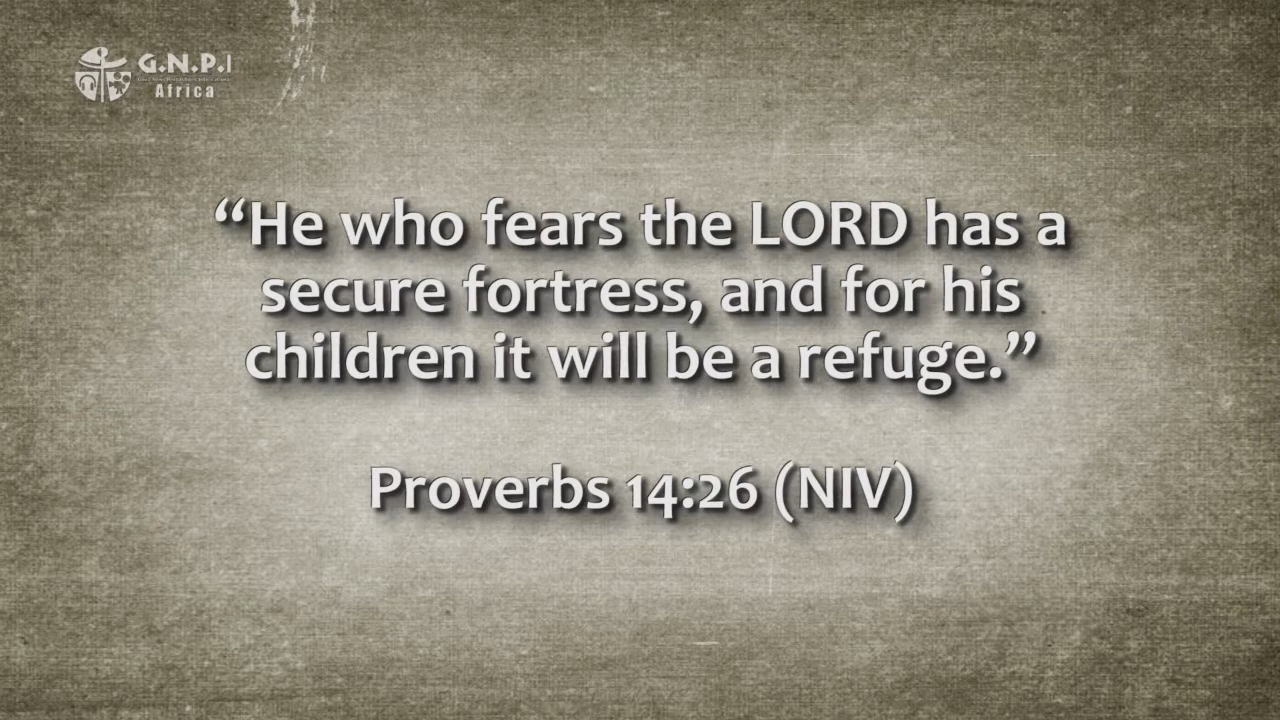 G.N.P.I
Africa
“He who fears the LORD has a
secure fortress, and for his
children it will be a refuge.”
Proverbs 14:26 (NIV)